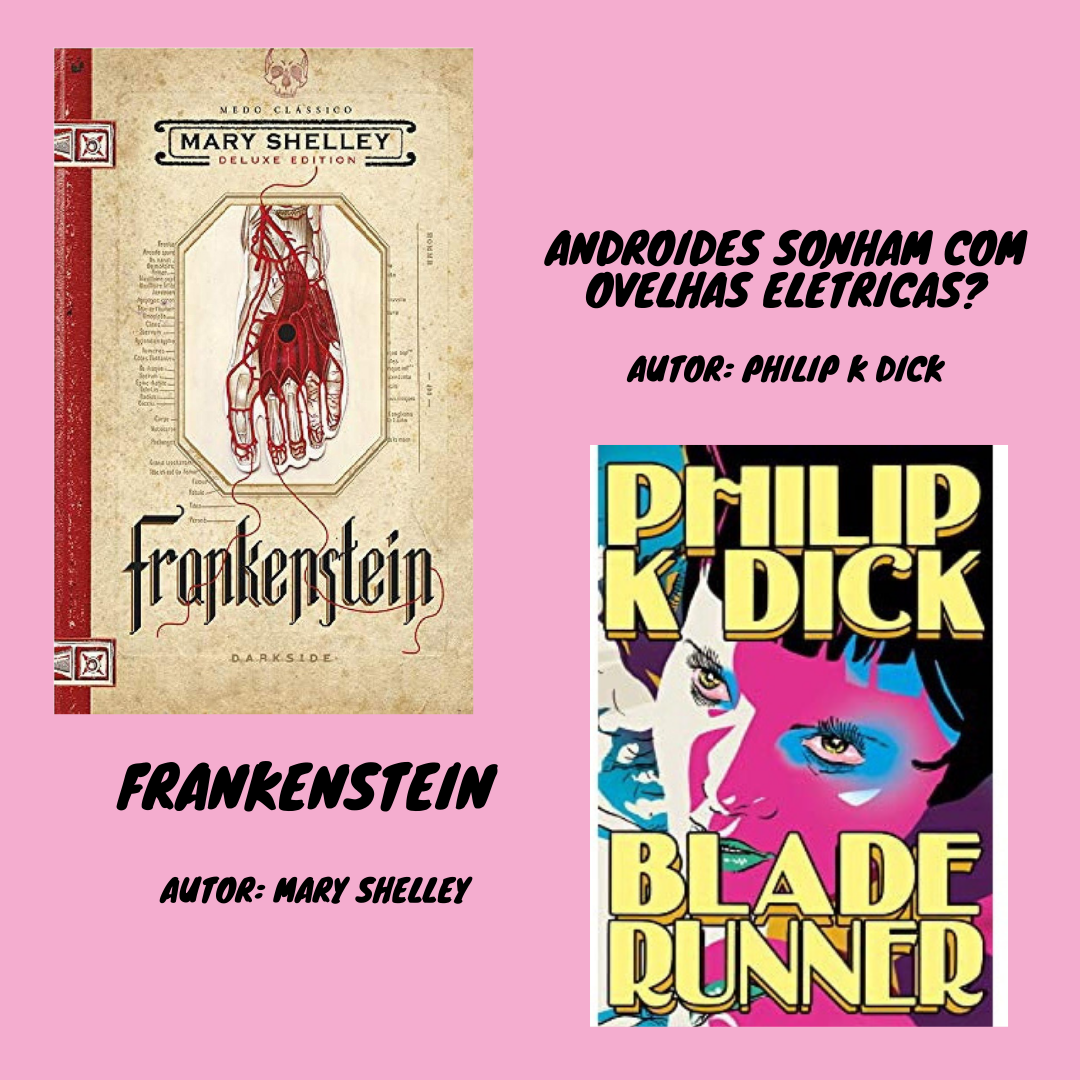 MEDO CLÁSSICO
MARY SHELLEY
DELUXE EDITION
HOMME
Frankenstein
DARKSIDE
FRANKENSTEIN
AUTOR: MARY SHELLEY
ANDROIDES SONHAM COM
OVELHAS ELÉTRICAS?
AUTOR: PHILIP K DICK
PHILIP
K DICK
BLADE
RUNNER